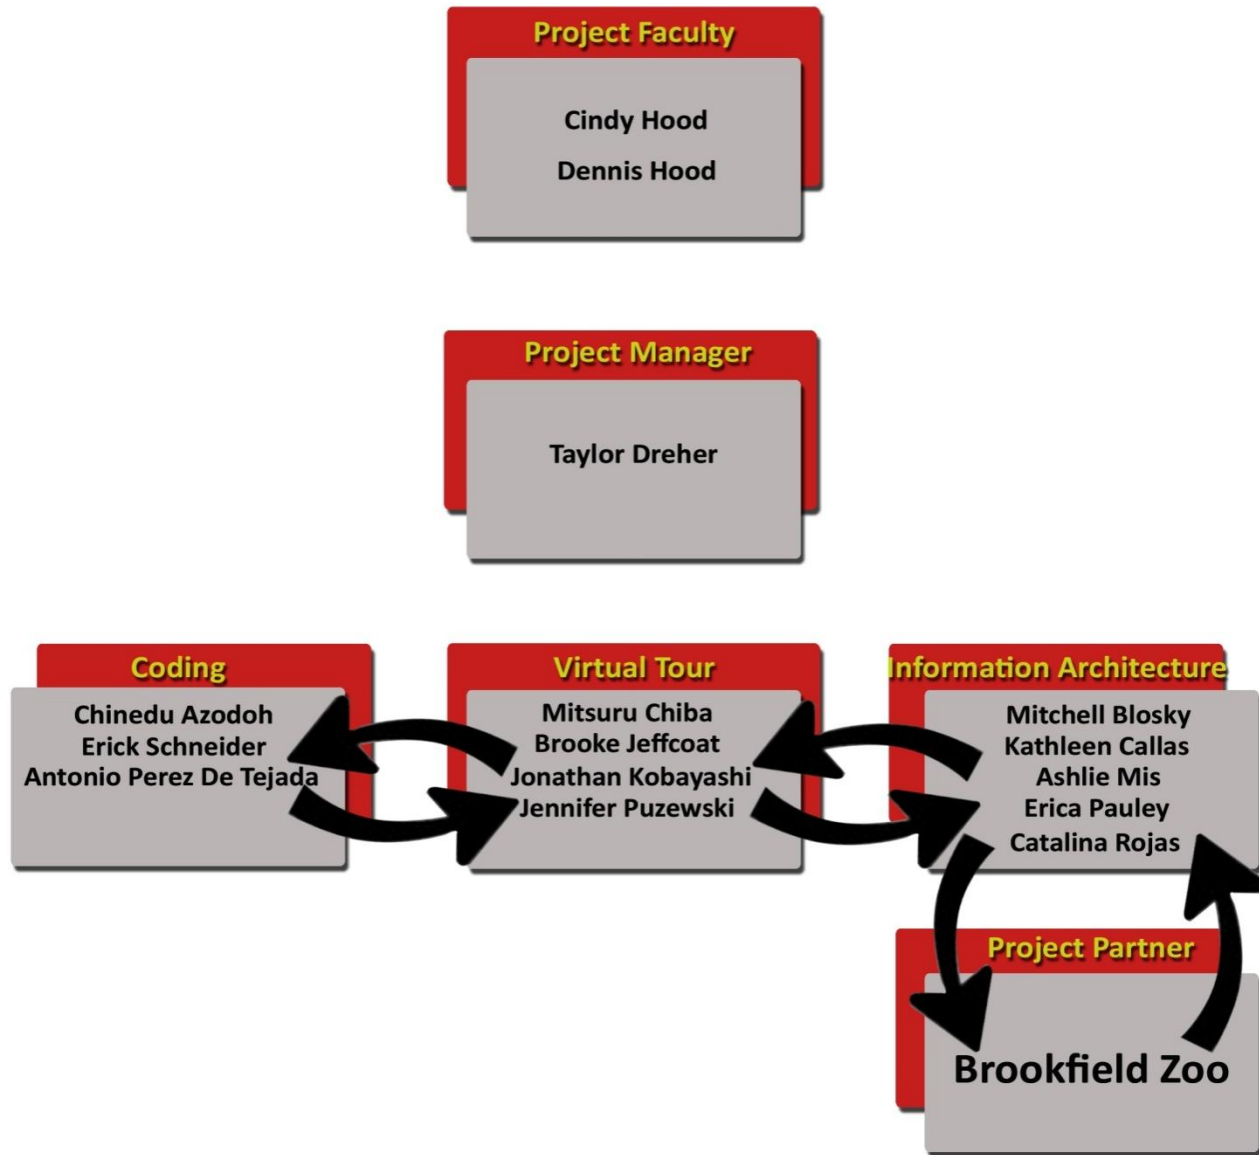 Project Faculty
Cindy Hood
Dennis Hood
Project Manager
Taylor Dreher
Coding
Chinedu Azodoh
Erick Schneider
Antonio Perez De Tejada
Virtual Tour
Mitsuru Chiba
Brooke Jeffcoat
Jonathan Kobayashi
Jennifer Puzewski
Information Architecture
Mitchell Blosky
Kathleen Callas
Ashlie Mis
Erica Pauley
Catalina Rojas
Project Partner
Brookfield Zoo